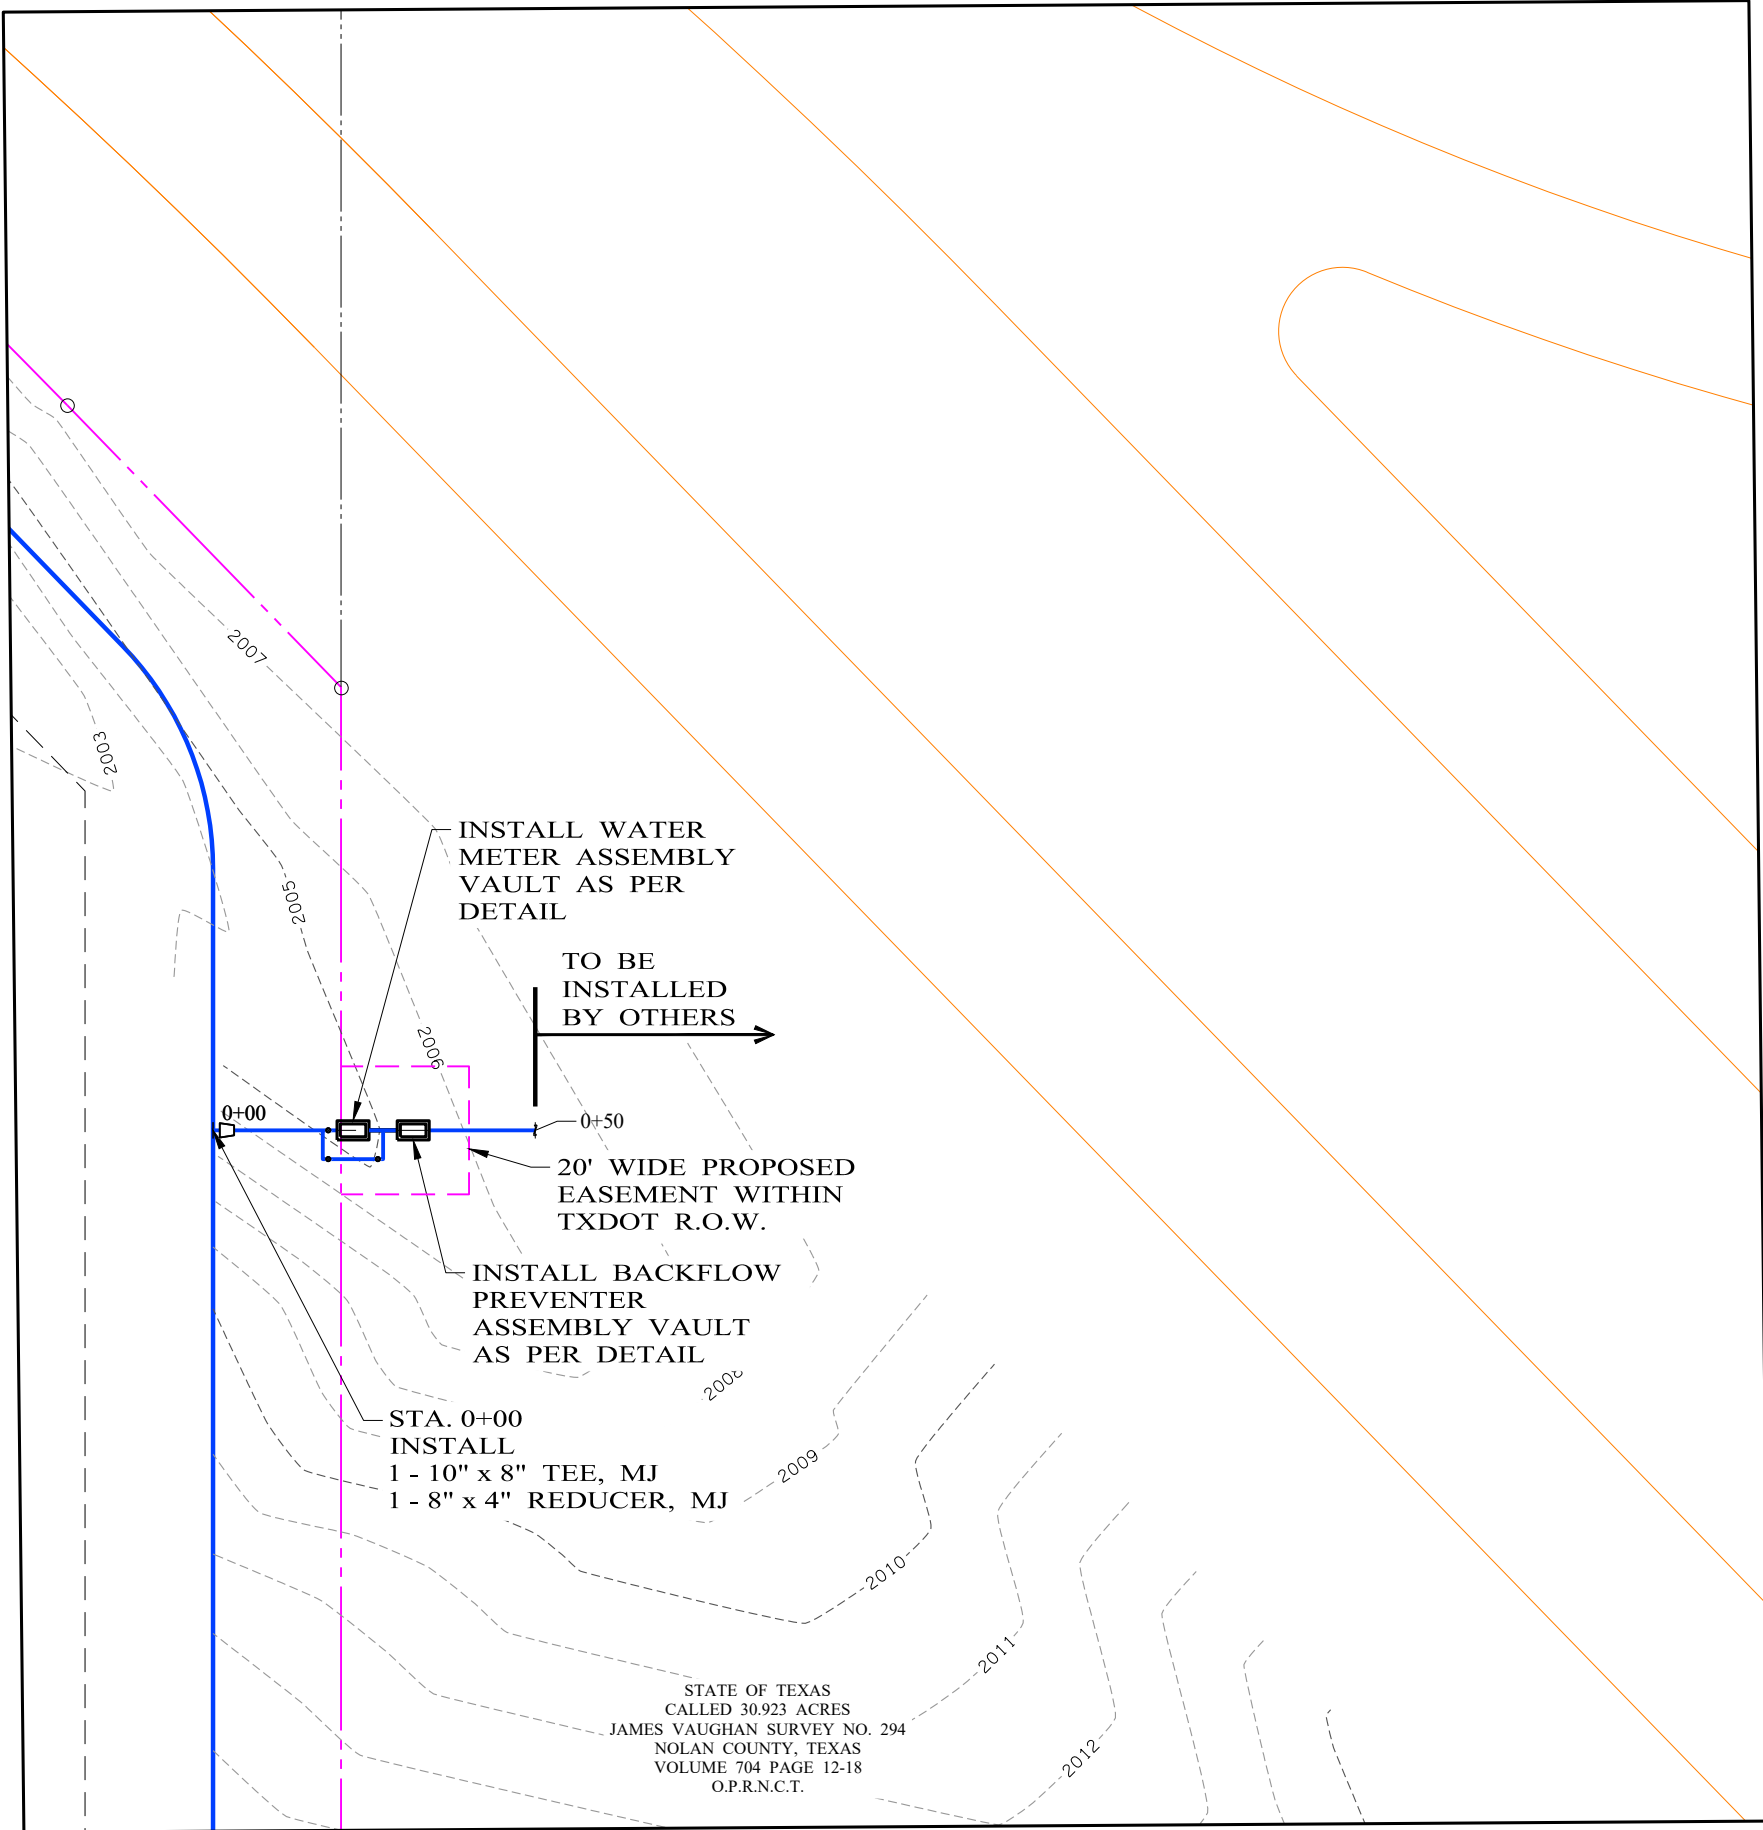 2007
2003
INSTALL WATER
METER ASSEMBLY
VAULT AS PER
DETAIL
2005
TO BE
INSTALLED
BY OTHERS
2006
0+00
0+50
20' WIDE PROPOSED
EASEMENT WITHIN
TXDOT R.O.W.
INSTALL BACKFLOW
PREVENTER
ASSEMBLY VAULT
AS PER DETAIL
2008
STA. 0+00
INSTALL
1 - 10" x 8" TEE, MJ
1 - 8" x 4" REDUCER, MJ
2009
2010
2011
STATE OF TEXAS
CALLED 30.923 ACRES
JAMES VAUGHAN SURVEY NO. 294
NOLAN COUNTY, TEXAS
VOLUME 704 PAGE 12-18
O.P.R.N.C.T.
2012